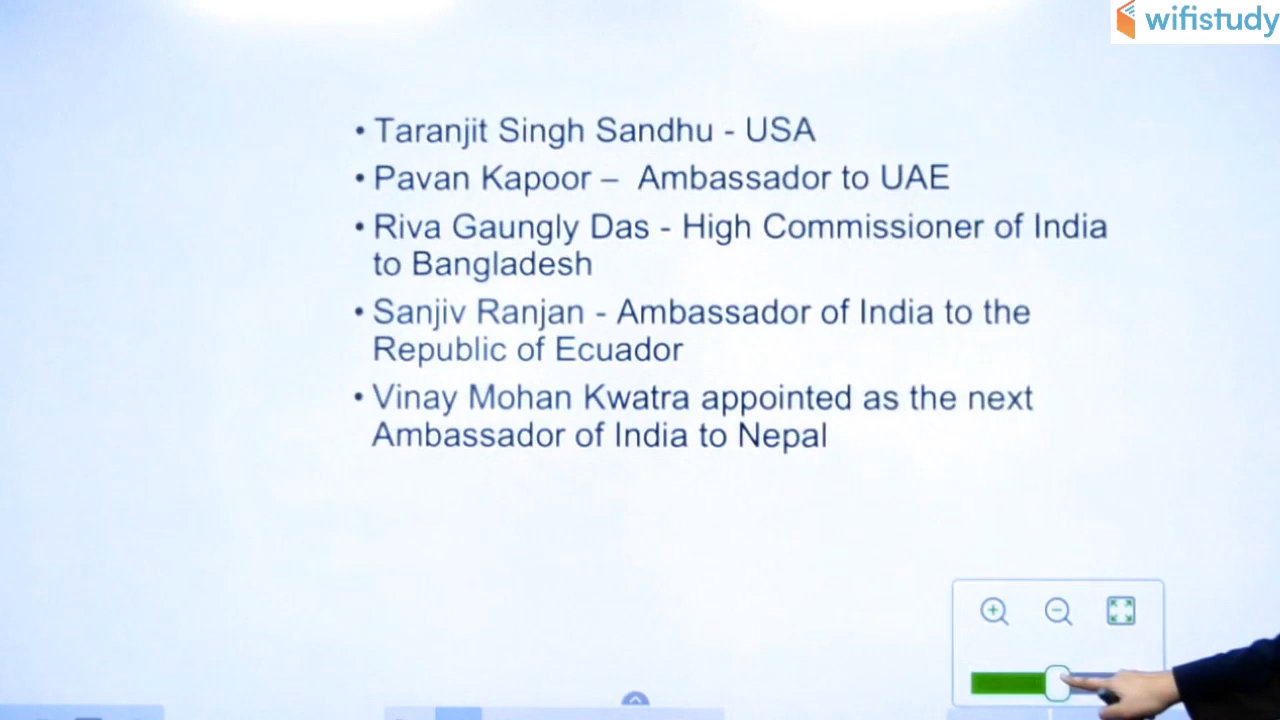 wifistudy
• Taranjit Singh Sandhu - USA
• Pavan Kapoor – Ambassador to UAE
• Riva Gaungly Das - High Commissioner of India
to Bangladesh
• Sanjiv Ranjan - Ambassador of India to the
Republic of Ecuador
• Vinay Mohan Kwatra appointed as the next
Ambassador of India to Nepal